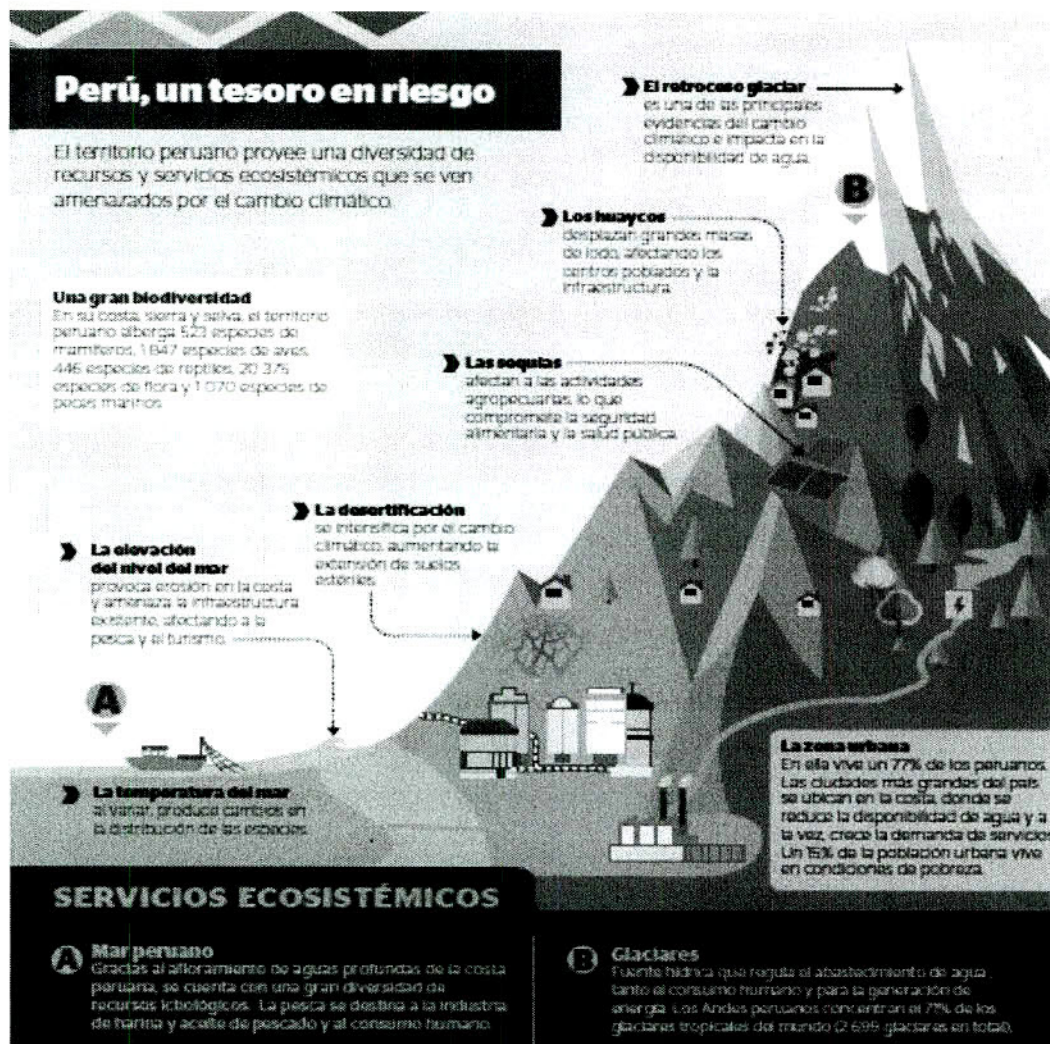 Perú, un tesoro en riesgo
El territorio peruano provee una diversidad de
recursos y servicios ecosistémicos que se ven
amenazados por el cambio climático.
Una gran biodiversidad
En su costa, sierra y selva, el territorio
peruano alberga 523 especies de
mamíferos, 1 847 especies de aves,
446 especies de reptiles, 20 375
especies de flora y 1 070 especies de
peces marinos.
El retroceso glaciar
es una de las principales
evidencias del cambio
climático e impacta en la
disponibilidad de agua.
B
Los huaycos
desplazan grandes masas
de lodo, afectando los
centros poblados y la
infraestructura.
Las sequías
afectan a las actividades
agropecuarias, lo que
compromete la seguridad
alimentaria y la salud pública.
La desertificación
se intensifica por el cambio
climático, aumentando la
extensión de suelos
estériles.
La elevación
del nivel del mar
provoca erosión en la costa
y amenaza la infraestructura
existente, afectando a la
pesca y el turismo.
A
La temperatura del mar
al variar, produce cambios en
la distribución de las especies.
La zona urbana
En ella vive un 77% de los peruanos.
Las ciudades más grandes del país
se ubican en la costa, donde se
reduce la disponibilidad de agua y a
la vez, crece la demanda de servicios.
Un 15% de la población urbana vive
en condiciones de pobreza.
SERVICIOS ECOSISTÉMICOS
A Mar peruano
Gracias al afloramiento de aguas profundas de la costa
peruana, se cuenta con una gran diversidad de
recursos ictiológicos. La pesca se destina a la industria
de harina y aceite de pescado y al consumo humano.
B Glaciares
Fuente hídrica que regula el abastecimiento de agua
tanto el consumo humano y para la generación de
energía. Los Andes peruanos concentran el 71% de los
glaciares tropicales del mundo (2 699 glaciares en total).